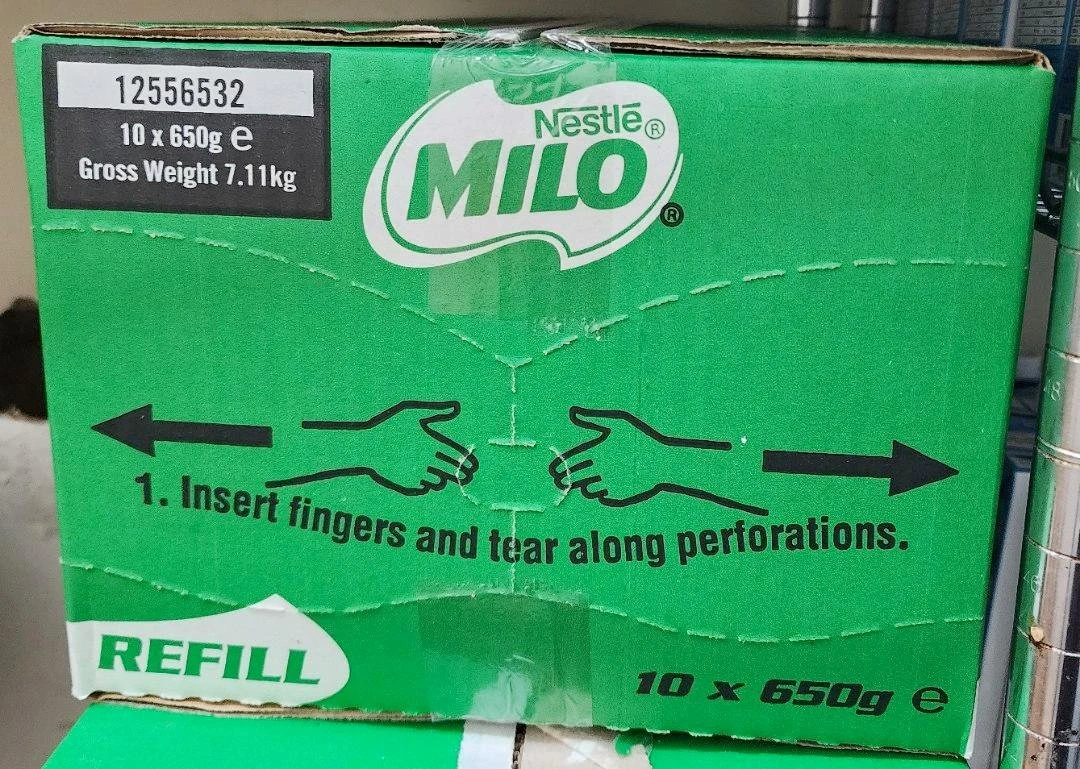 12556532
10 x 650g ℮
Gross Weight 7.11kg
Nestlé®
MILO
®
1. Insert fingers and tear along perforations.
REFILL
10 x 650g ℮